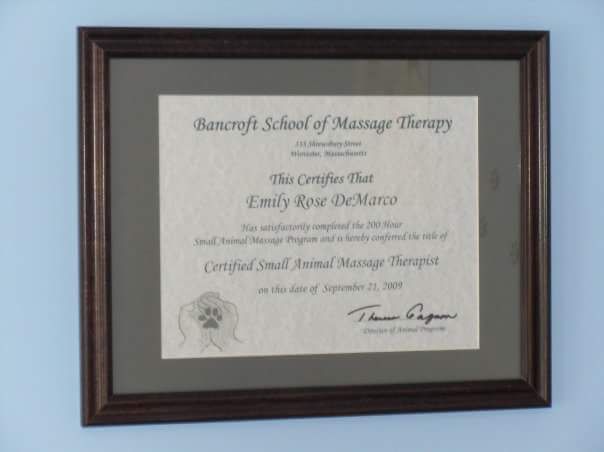 Bancroft School of Massage Therapy
333 Shrewsbury Street
Worcester, Massachusetts
This Certifies That
Emily Rose DeMarco
Has satisfactorily completed the 200 Hour
Small Animal Massage Program and is hereby conferred the title of
Certified Small Animal Massage Therapist
on this date of September 21, 2009
Director of Animal Program